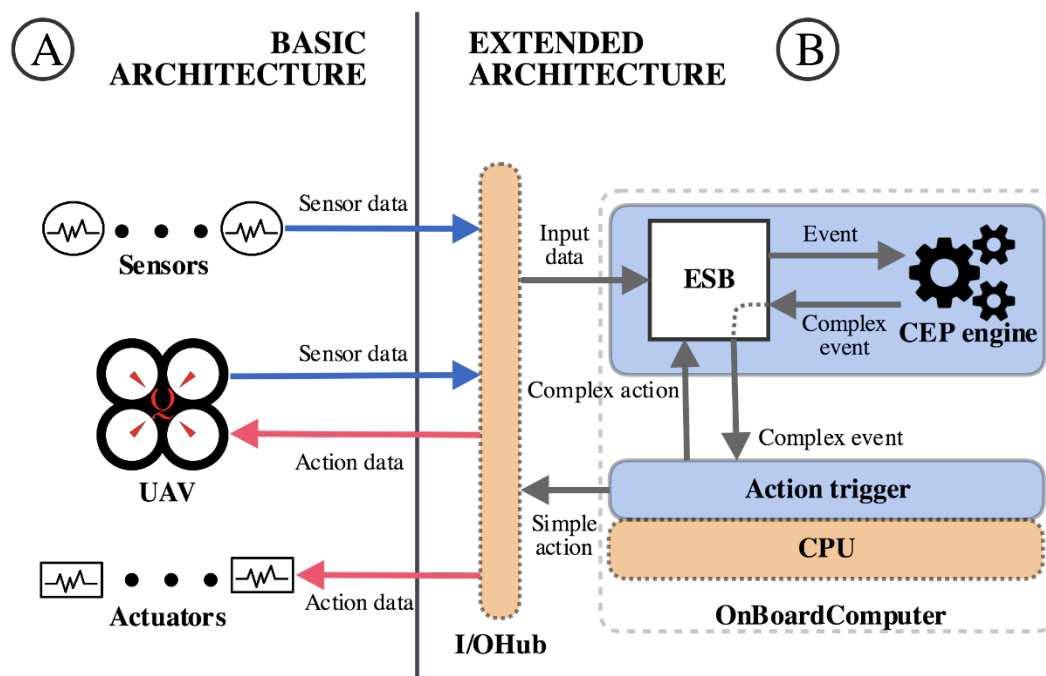 A
BASIC
ARCHITECTURE
EXTENDED
ARCHITECTURE
B
Sensor data
Sensors
Input
data
ESB
Event
Complex
event
CEP engine
Sensor data
Q
Action data
UAV
Complex action
Complex event
Simple
action
Action trigger
CPU
Action data
Actuators
I/OHub
OnBoardComputer